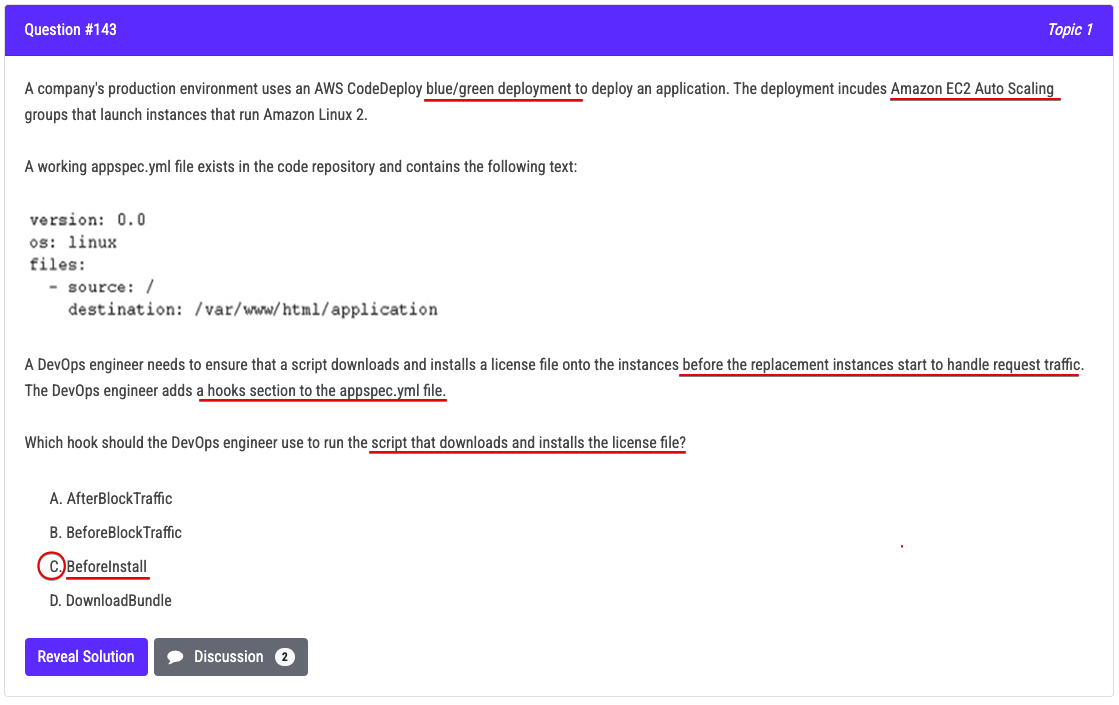 Question #143
Topic 1
A company's production environment uses an AWS CodeDeploy blue/green deployment to deploy an application. The deployment incudes Amazon EC2 Auto Scaling
groups that launch instances that run Amazon Linux 2.
A working appspec.yml file exists in the code repository and contains the following text:
version: 0.0
os: linux
files:
  - source: /
    destination: /var/www/html/application
A DevOps engineer needs to ensure that a script downloads and installs a license file onto the instances before the replacement instances start to handle request traffic.
The DevOps engineer adds a hooks section to the appspec.yml file.
Which hook should the DevOps engineer use to run the script that downloads and installs the license file?
A. AfterBlockTraffic
B. BeforeBlockTraffic
C. BeforeInstall
D. DownloadBundle
Reveal Solution
Discussion 2